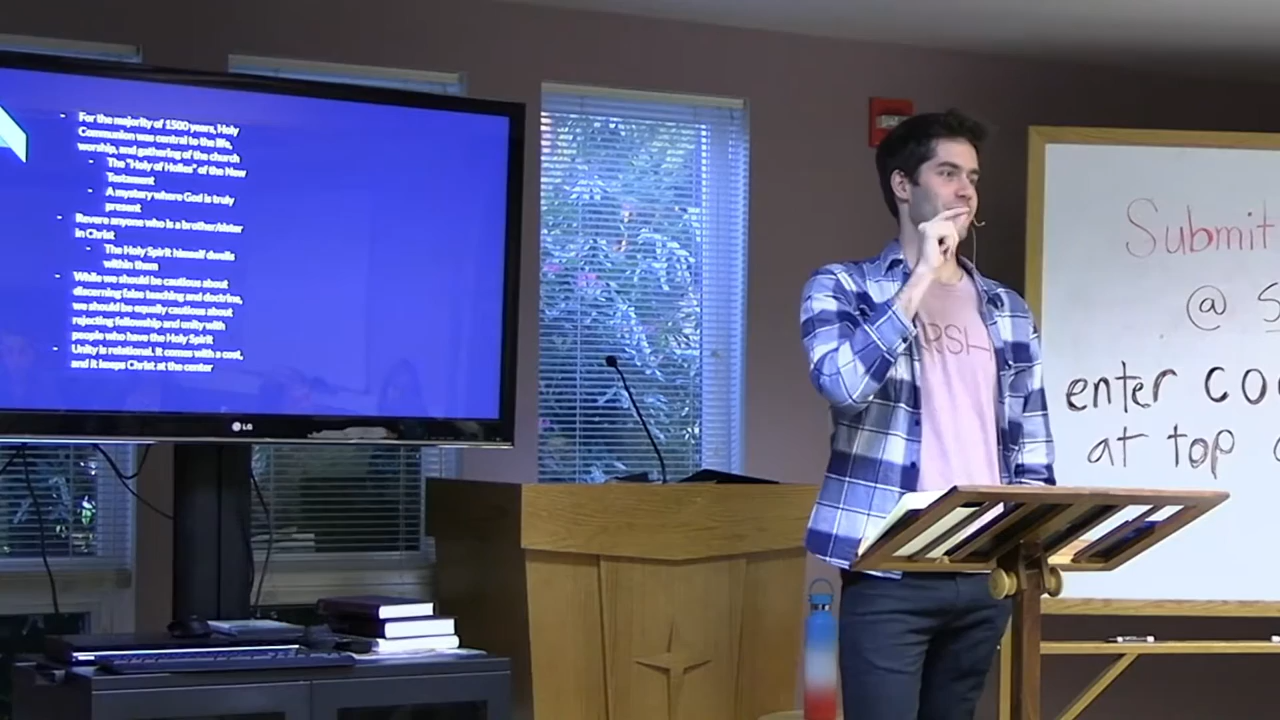 - For the majority of 1500 years, Holy
Communion was central to the life,
worship, and gathering of the church
- The "Holy of Holies" of the New
Testament
- A mystery where God is truly
present
- Revere anyone who is a brother/sister
in Christ
- The Holy Spirit himself dwells
within them
- While we should be cautious about
discerning false teaching and doctrine,
we should be equally cautious about
rejecting fellowship and unity with
people who have the Holy Spirit
- Unity is relational. It comes with a cost,
and it keeps Christ at the center
LG
Submit
@ S
enter
at top